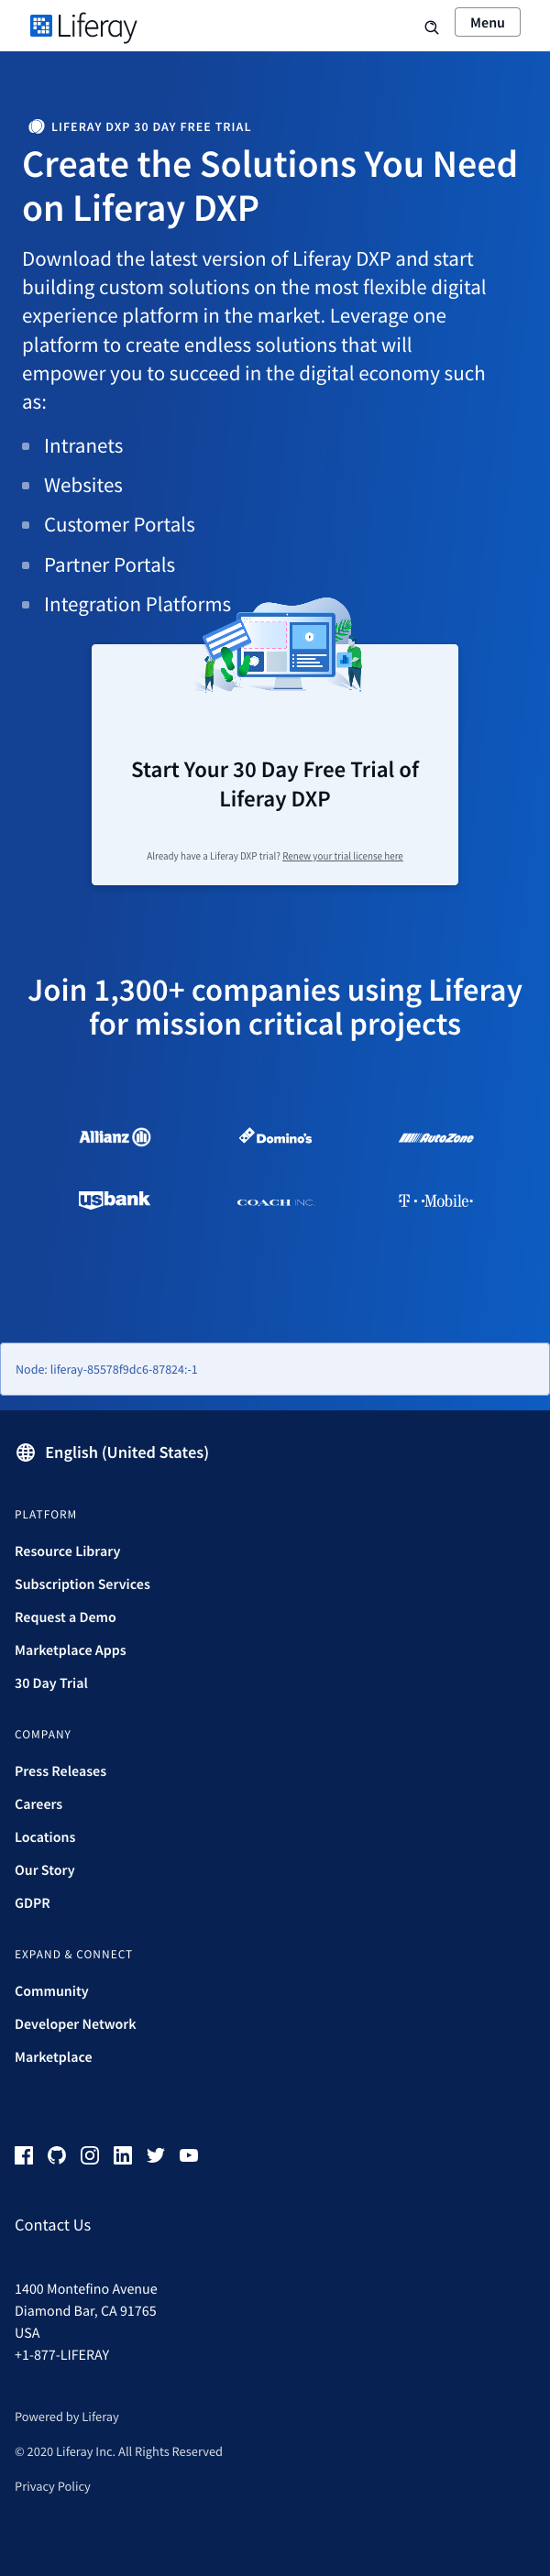 Liferay
Menu
LIFERAY DXP 30 DAY FREE TRIAL
Create the Solutions You Need
on Liferay DXP
Download the latest version of Liferay DXP and start
building custom solutions on the most flexible digital
experience platform in the market. Leverage one
platform to create endless solutions that will
empower you to succeed in the digital economy such
as:
Intranets
Websites
Customer Portals
Partner Portals
Integration Platforms
Start Your 30 Day Free Trial of
Liferay DXP
Already have a Liferay DXP trial? Renew your trial license here
Join 1,300+ companies using Liferay
for mission critical projects
Allianz
Domino's
AutoZone
usbank
COACH INC.
T··Mobile·
Node: liferay-85578f9dc6-87824:-1
English (United States)
PLATFORM
Resource Library
Subscription Services
Request a Demo
Marketplace Apps
30 Day Trial
COMPANY
Press Releases
Careers
Locations
Our Story
GDPR
EXPAND & CONNECT
Community
Developer Network
Marketplace
Contact Us
1400 Montefino Avenue
Diamond Bar, CA 91765
USA
+1-877-LIFERAY
Powered by Liferay
© 2020 Liferay Inc. All Rights Reserved
Privacy Policy